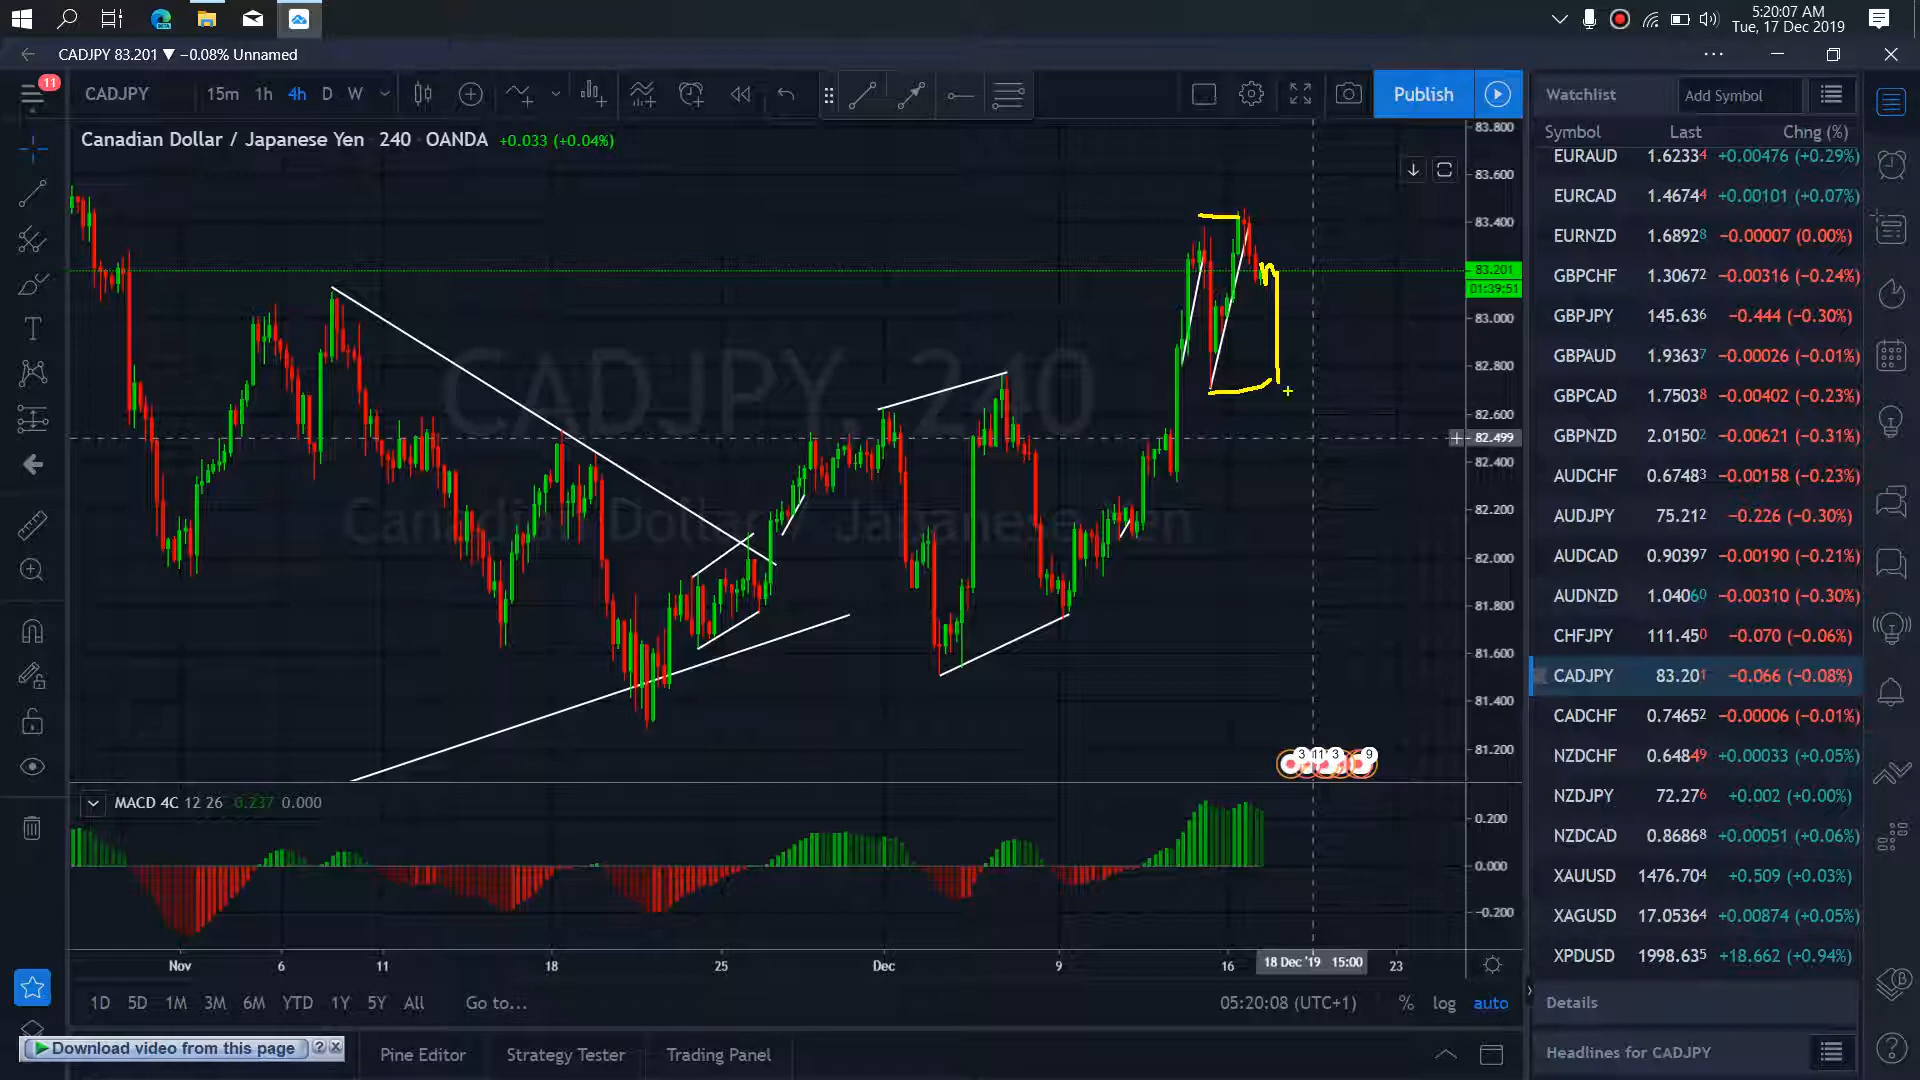 5:20:07 AM
Tue, 17 Dec 2019
CADJPY 83.201 ▼ −0.08% Unnamed
11
CADJPY 15m 1h 4h D W Publish
Watchlist Add Symbol
Canadian Dollar / Japanese Yen 240 OANDA +0.033 (+0.04%)
Symbol Last Chng (%)
EURAUD 1.62334 +0.00476 (+0.29%)
EURCAD 1.46744 +0.00101 (+0.07%)
EURNZD 1.68928 −0.00007 (0.00%)
GBPCHF 1.30672 −0.00316 (−0.24%)
GBPJPY 145.636 −0.444 (−0.30%)
GBPAUD 1.93637 −0.00026 (−0.01%)
GBPCAD 1.75038 −0.00402 (−0.23%)
GBPNZD 2.01502 −0.00621 (−0.31%)
AUDCHF 0.67483 −0.00158 (−0.23%)
AUDJPY 75.212 −0.226 (−0.30%)
AUDCAD 0.90397 −0.00190 (−0.21%)
AUDNZD 1.04060 −0.00310 (−0.30%)
CHFJPY 111.450 −0.070 (−0.06%)
CADJPY 83.201 −0.066 (−0.08%)
CADCHF 0.74652 −0.00006 (−0.01%)
NZDCHF 0.64849 +0.00033 (+0.05%)
NZDJPY 72.276 +0.002 (+0.00%)
NZDCAD 0.86868 +0.00051 (+0.06%)
XAUUSD 1476.704 +0.509 (+0.03%)
XAGUSD 17.05364 +0.00874 (+0.05%)
XPDUSD 1998.635 +18.662 (+0.94%)
Details
Headlines for CADJPY
83.800
83.600
83.400
83.201
01:39:51
83.000
82.800
82.600
82.499
82.400
82.200
82.000
81.800
81.600
81.400
81.200
CADJPY, 240
Canadian Dollar / Japanese Yen
3 11 3 9
MACD 4C 12 26 0.237 0.000
0.200
0.000
−0.200
Nov 6 11 18 25 Dec 9 16 18 Dec '19 15:00 23
1D 5D 1M 3M 6M YTD 1Y 5Y All Go to... 05:20:08 (UTC+1) % log auto
Download video from this page ? X
Pine Editor Strategy Tester Trading Panel